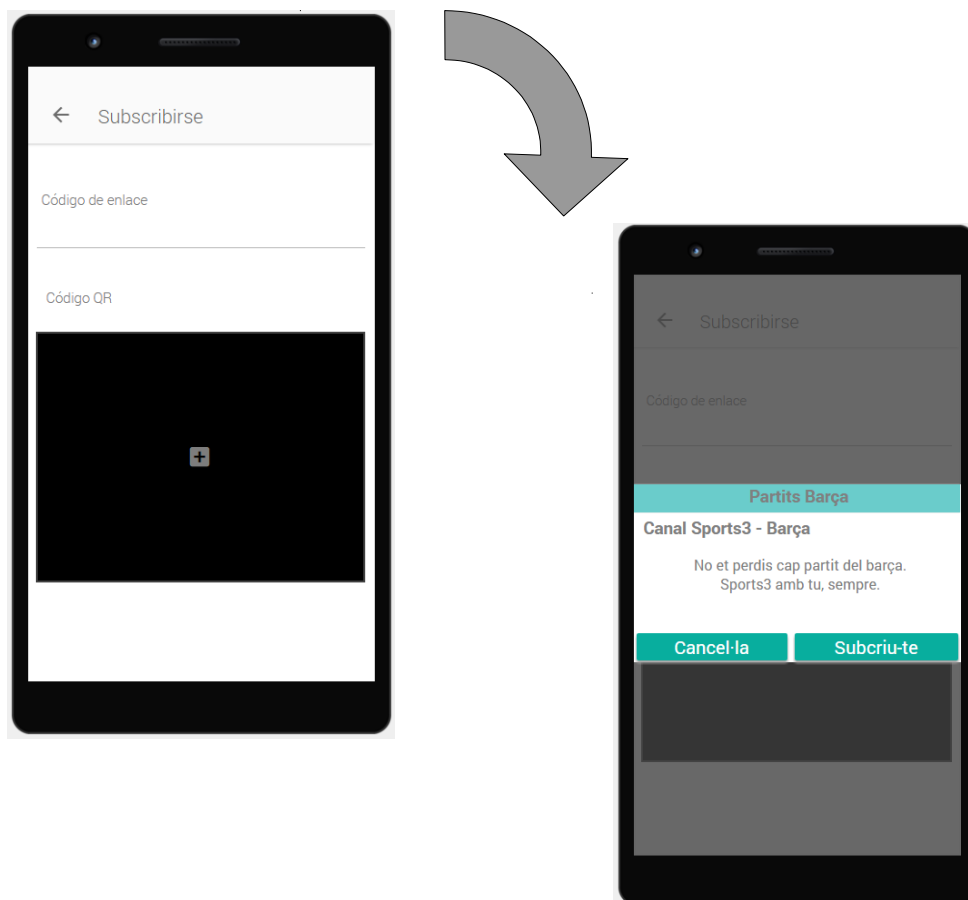 Subscribirse
Código de enlace
Código QR
Subscribirse
Código de enlace
Partits Barça
Canal Sports3 - Barça
No et perdis cap partit del barça.
Sports3 amb tu, sempre.
Cancel·la
Subcriu-te